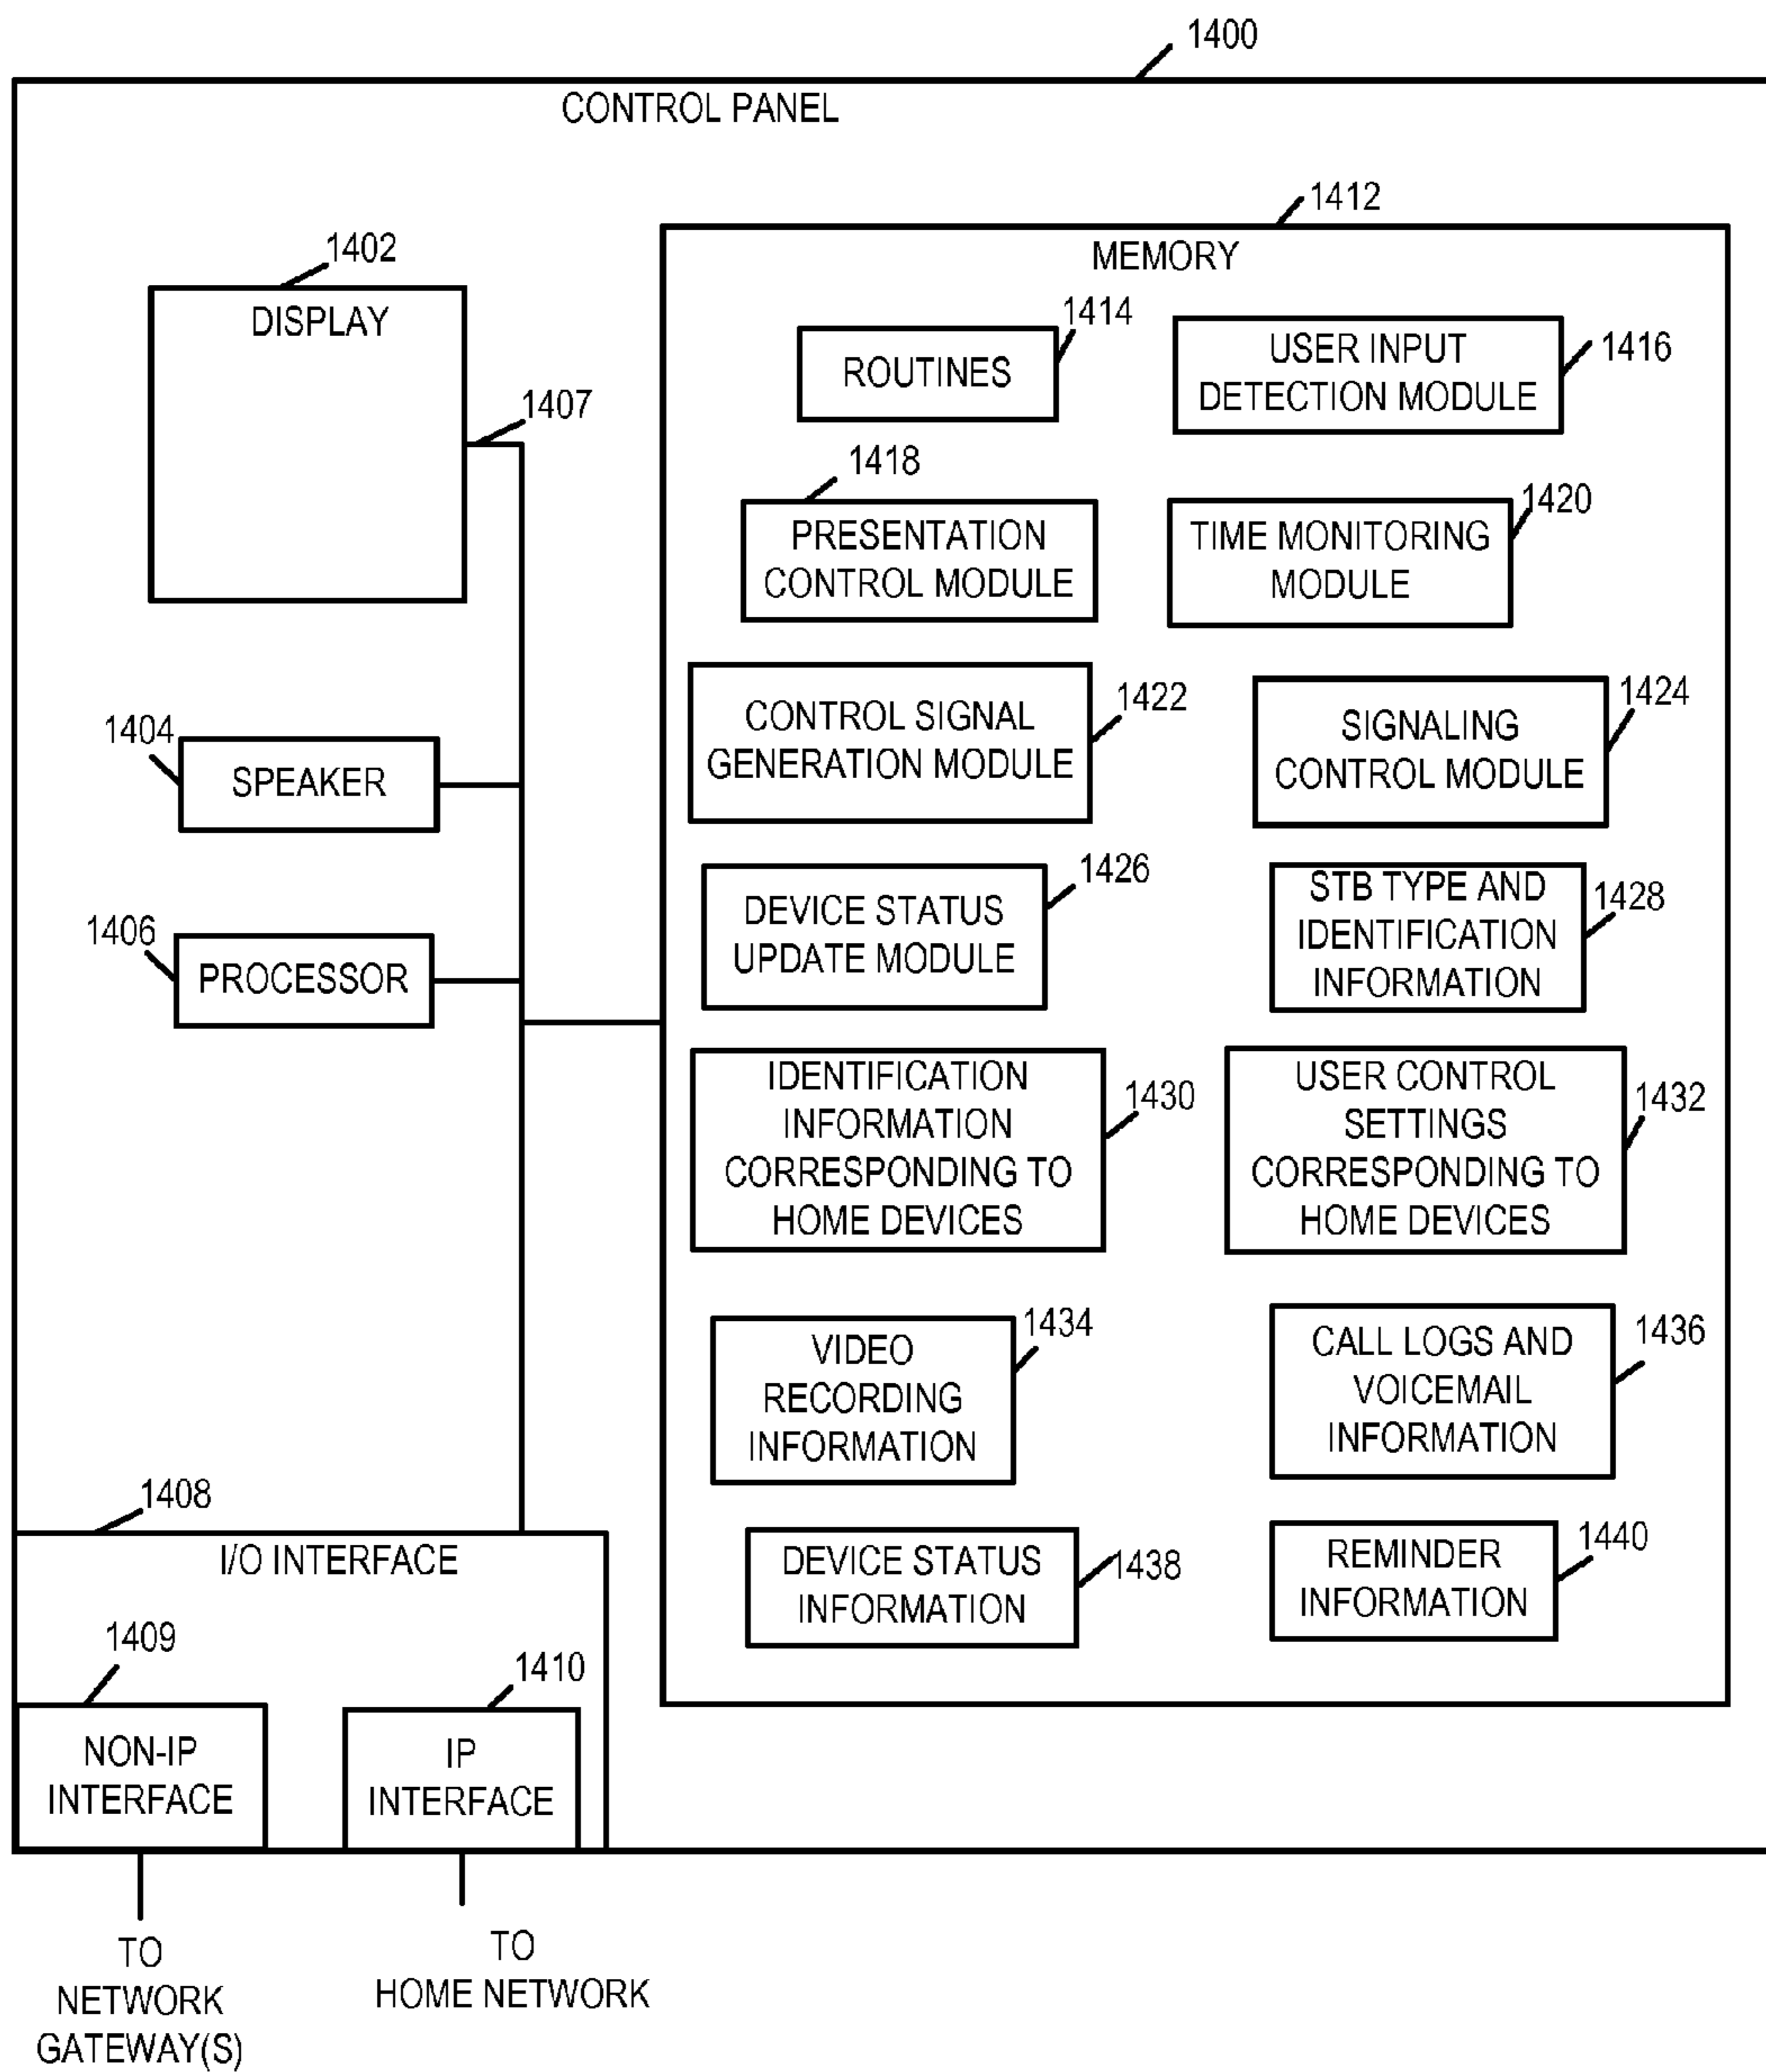 1400
CONTROL PANEL
1412
MEMORY
1402
DISPLAY
1407
1414
ROUTINES
USER INPUT
DETECTION MODULE
1416
1418
PRESENTATION
CONTROL MODULE
1420
TIME MONITORING
MODULE
1404
SPEAKER
CONTROL SIGNAL
GENERATION MODULE
1422
SIGNALING
CONTROL MODULE
1424
1406
PROCESSOR
DEVICE STATUS
UPDATE MODULE
1426
STB TYPE AND
IDENTIFICATION
INFORMATION
1428
IDENTIFICATION
INFORMATION
CORRESPONDING TO
HOME DEVICES
1430
USER CONTROL
SETTINGS
CORRESPONDING TO
HOME DEVICES
1432
VIDEO
RECORDING
INFORMATION
1434
CALL LOGS AND
VOICEMAIL
INFORMATION
1436
1408
I/O INTERFACE
DEVICE STATUS
INFORMATION
1438
REMINDER
INFORMATION
1440
1409
NON-IP
INTERFACE
1410
IP
INTERFACE
TO
NETWORK
GATEWAY(S)
TO
HOME NETWORK